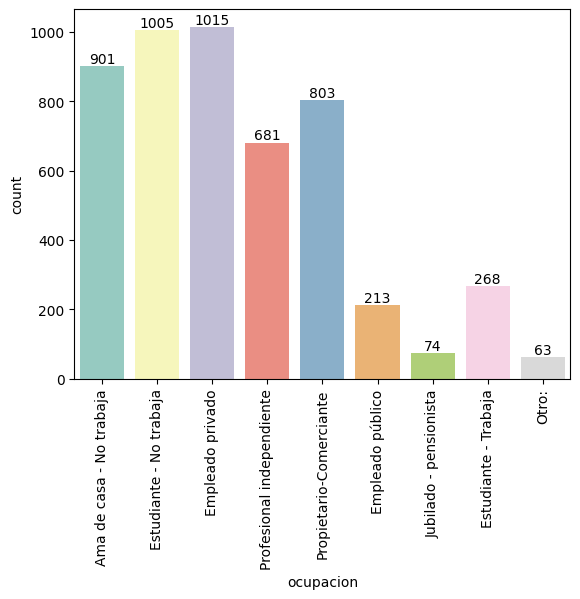 1000
800
600
400
200
0
count
901
1005
1015
681
803
213
74
268
63
Ama de casa - No trabaja
Estudiante - No trabaja
Empleado privado
Profesional independiente
Propietario-Comerciante
Empleado público
Jubilado - pensionista
Estudiante - Trabaja
Otro:
ocupacion